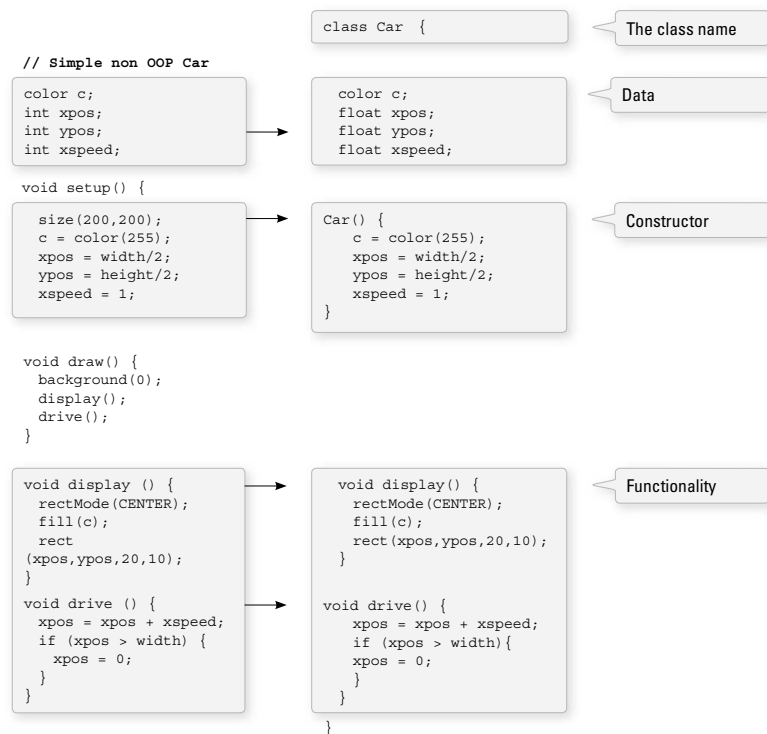 class Car {
The class name
// Simple non OOP Car
color c;
int xpos;
int ypos;
int xspeed;
color c;
float xpos;
float ypos;
float xspeed;
Data
void setup() {
size(200,200);
c = color(255);
xpos = width/2;
ypos = height/2;
xspeed = 1;
Car() {
c = color(255);
xpos = width/2;
ypos = height/2;
xspeed = 1;
}
Constructor
void draw() {
background(0);
display();
drive();
}
void display () {
rectMode(CENTER);
fill(c);
rect
(xpos,ypos,20,10);
}
void drive () {
xpos = xpos + xspeed;
if (xpos > width) {
xpos = 0;
}
}
void display() {
rectMode(CENTER);
fill(c);
rect(xpos,ypos,20,10);
}
void drive() {
xpos = xpos + xspeed;
if (xpos > width){
xpos = 0;
}
}
}
Functionality